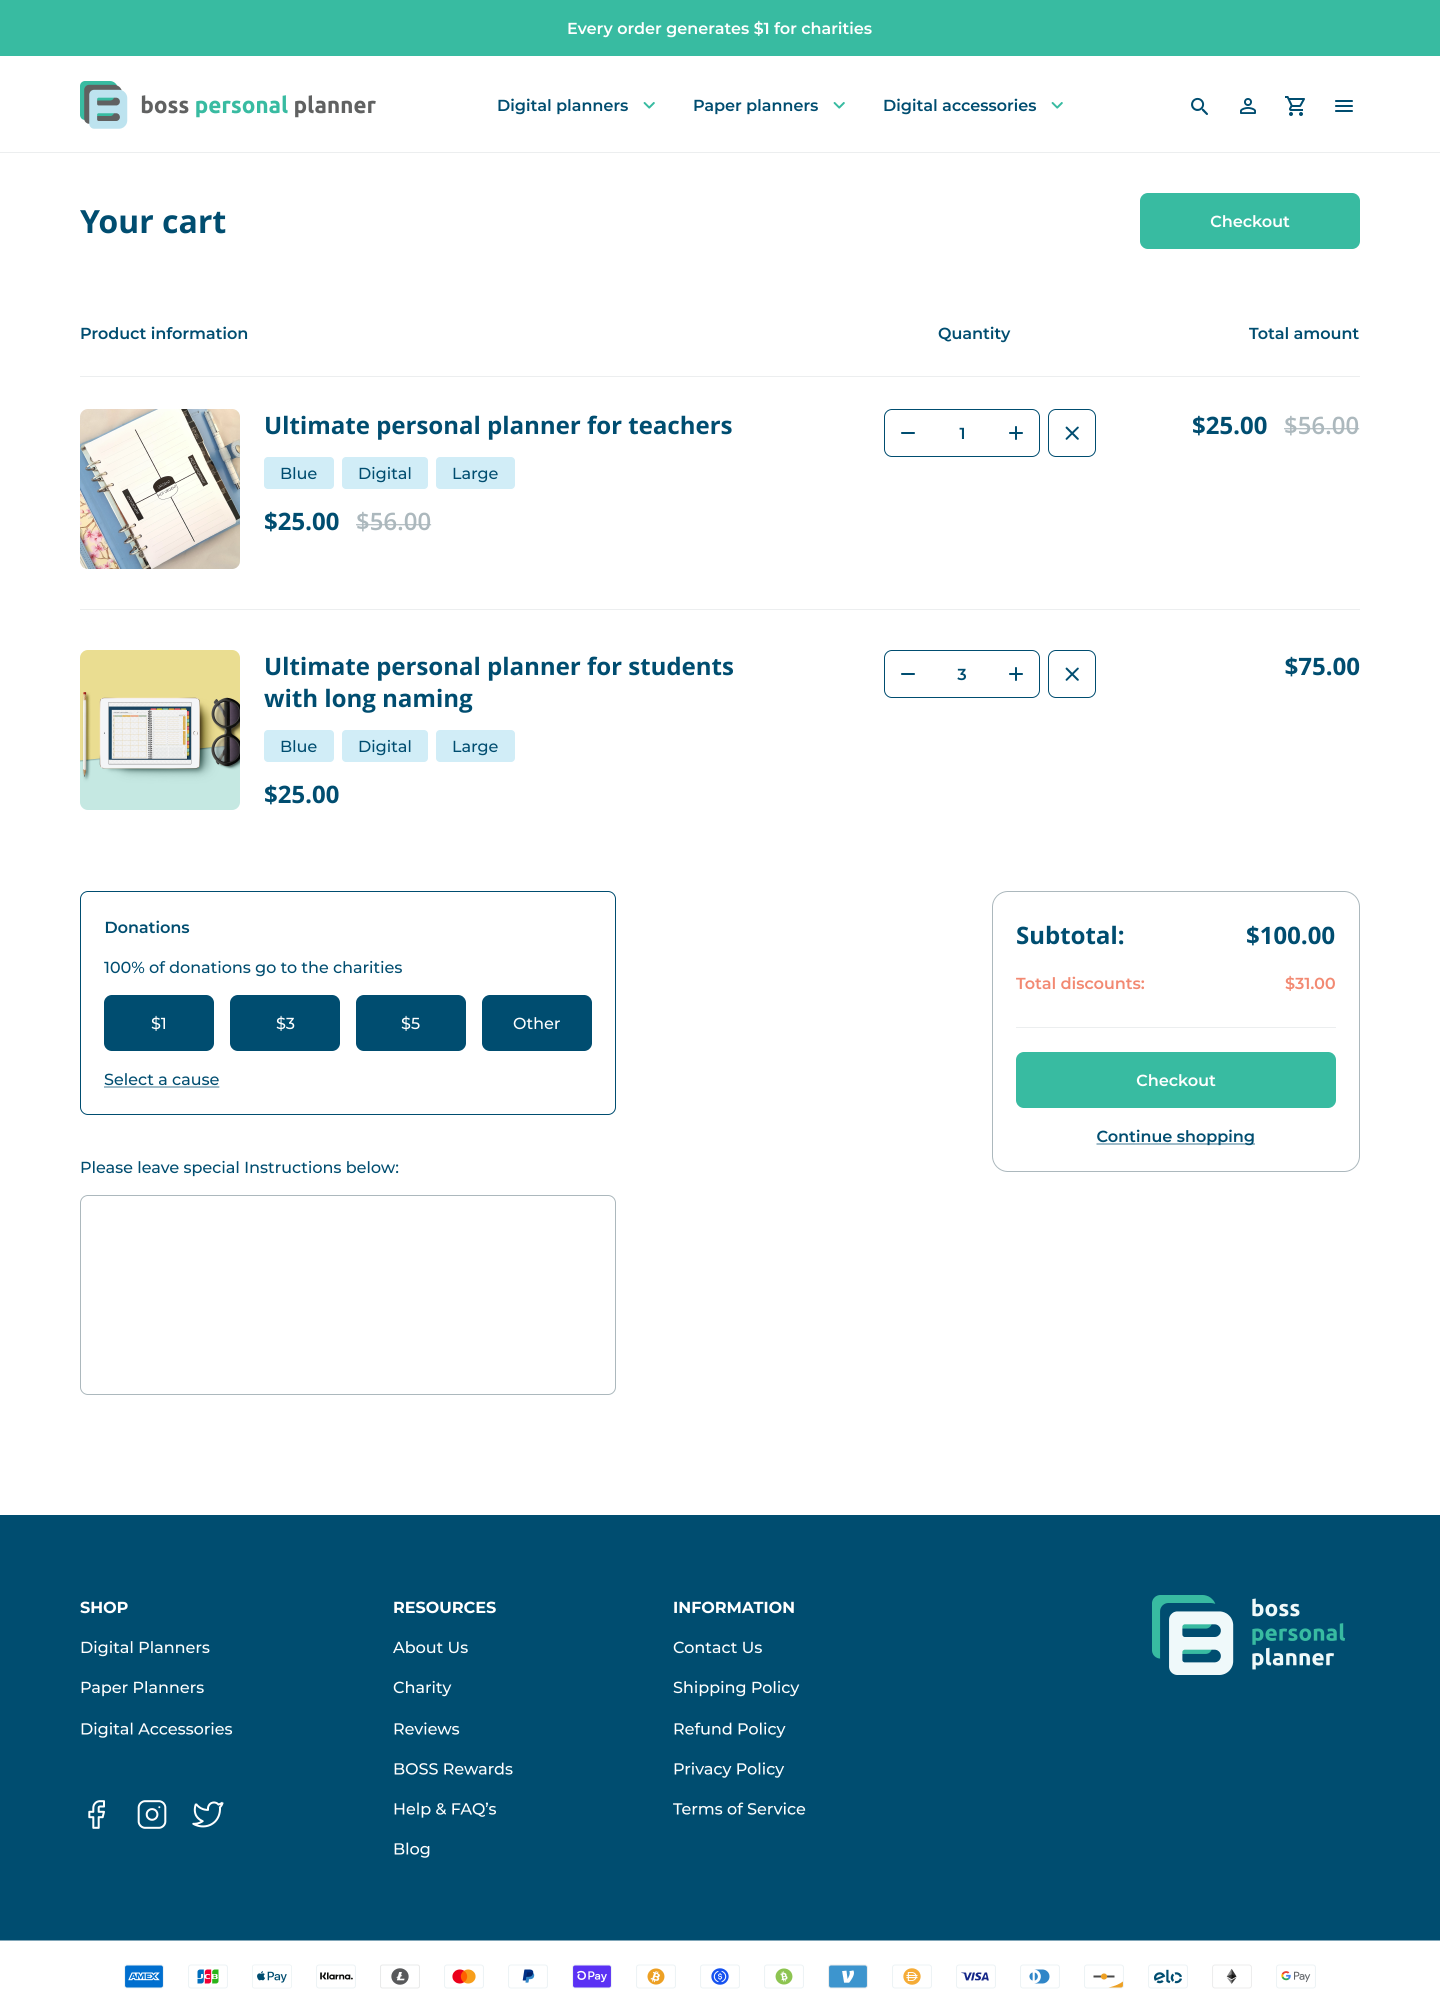 Every order generates $1 for charities
boss personal planner
Digital planners
Paper planners
Digital accessories
Your cart
Checkout
Product information
Quantity
Total amount
Ultimate personal planner for teachers
1
$25.00 $56.00
Blue
Digital
Large
$25.00 $56.00
Ultimate personal planner for students
with long naming
3
$75.00
Blue
Digital
Large
$25.00
Donations
100% of donations go to the charities
$1
$3
$5
Other
Select a cause
Subtotal: $100.00
Total discounts: $31.00
Checkout
Continue shopping
Please leave special Instructions below:
SHOP
Digital Planners
Paper Planners
Digital Accessories
RESOURCES
About Us
Charity
Reviews
BOSS Rewards
Help & FAQ’s
Blog
INFORMATION
Contact Us
Shipping Policy
Refund Policy
Privacy Policy
Terms of Service
boss
personal
planner
AMEX
JCB
Pay
Klarna.
Pay
VISA
elo
G Pay